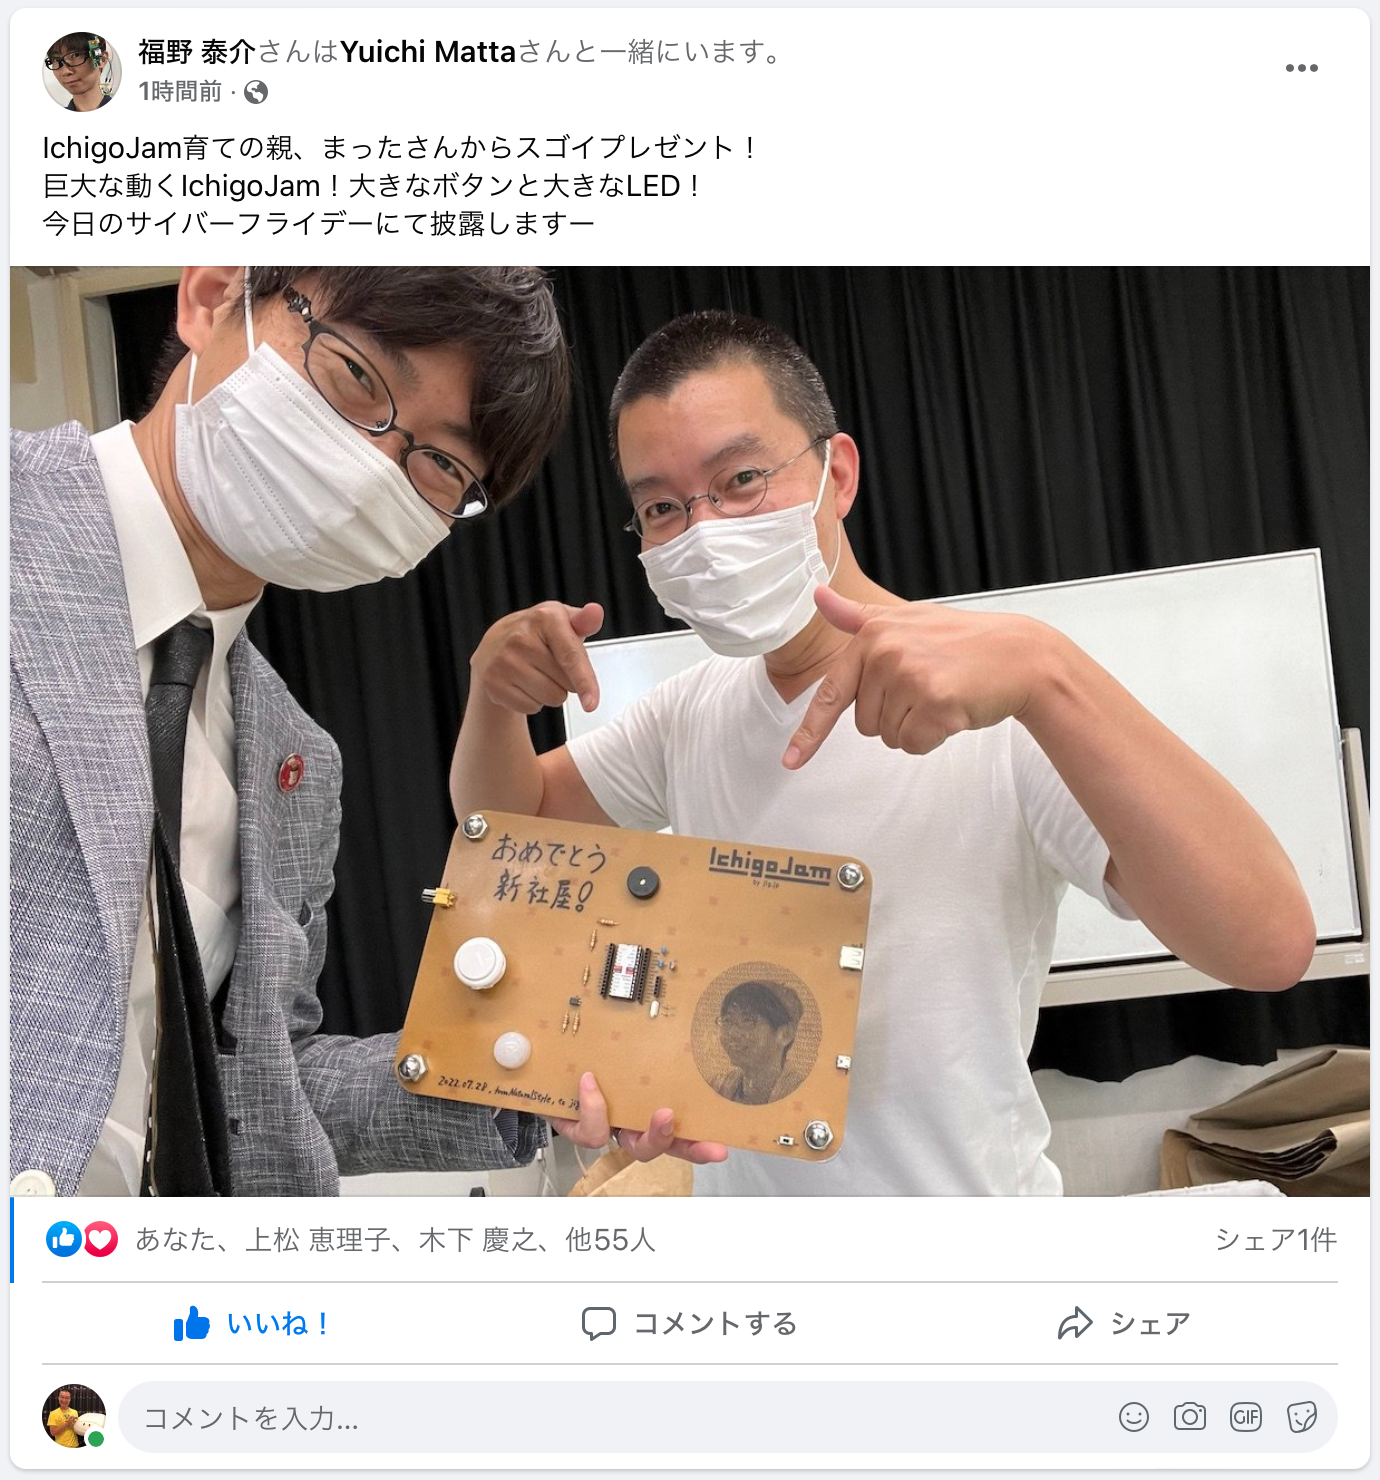 福野 泰介さんはYuichi Mattaさんと一緒にいます。
1時間前 ·
IchigoJam育ての親、まったさんからスゴイプレゼント！
巨大な動くIchigoJam！大きなボタンと大きなLED！
今日のサイバーフライデーにて披露しますー
おめでとう
新社屋!
IchigoJam
by jig.jp
2022.07.28, from NaturalStyle, to jig
あなた、上松 恵理子、木下 慶之、他55人
シェア1件
いいね！
コメントする
シェア
コメントを入力...
GIF